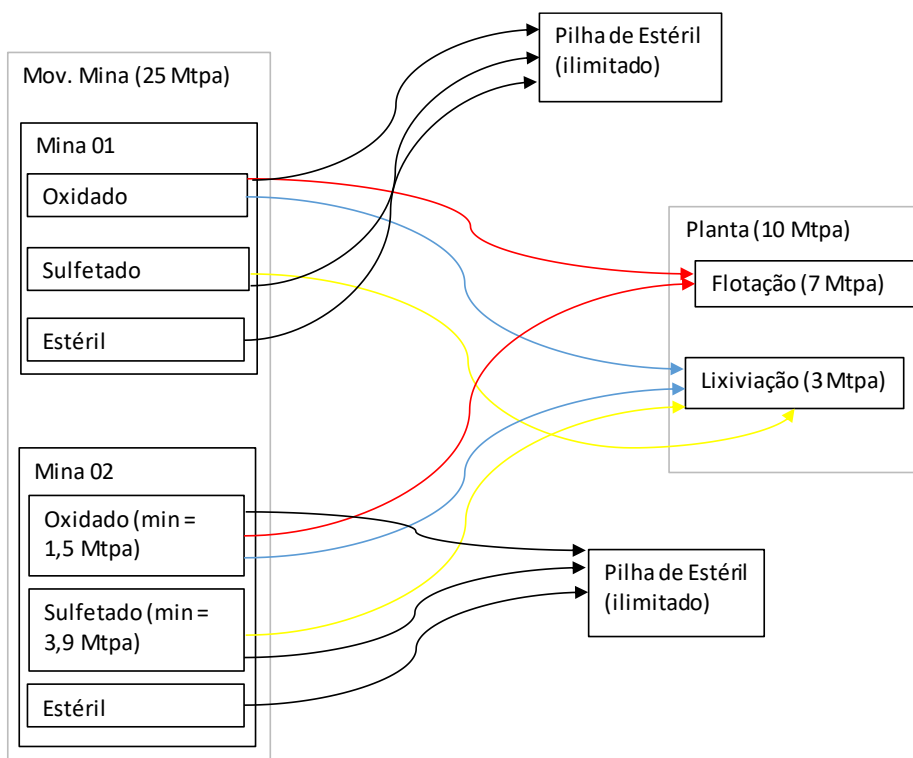 Pilha de Estéril
(ilimitado)
Mov. Mina (25 Mtpa)
Mina 01
Oxidado
Sulfetado
Estéril
Planta (10 Mtpa)
Flotação (7 Mtpa)
Lixiviação (3 Mtpa)
Mina 02
Oxidado (min =
1,5 Mtpa)
Sulfetado (min =
3,9 Mtpa)
Estéril
Pilha de Estéril
(ilimitado)